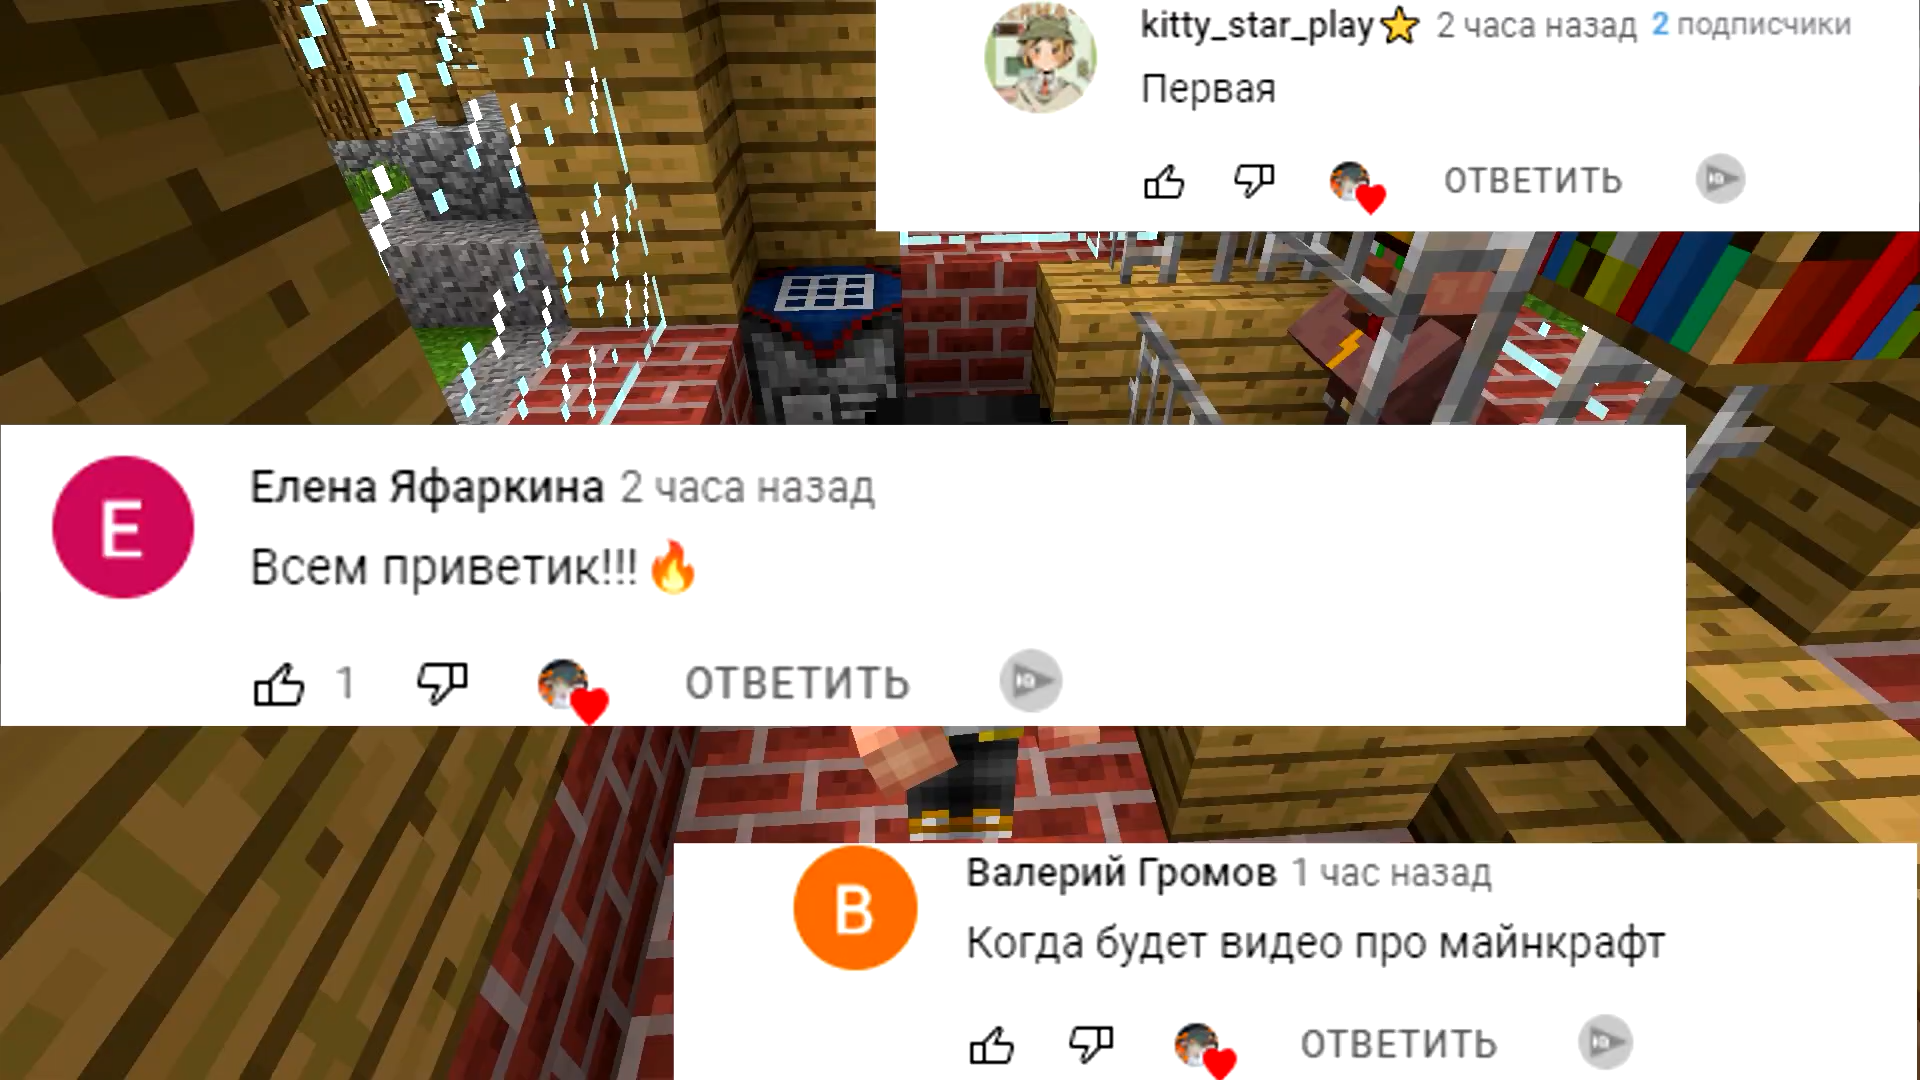 kitty_star_play⭐ 2 часа назад 2 подписчики
Первая
ОТВЕТИТЬ
Е
Елена Яфаркина 2 часа назад
Всем приветик!!!🔥
1
ОТВЕТИТЬ
В
Валерий Громов 1 час назад
Когда будет видео про майнкрафт
ОТВЕТИТЬ